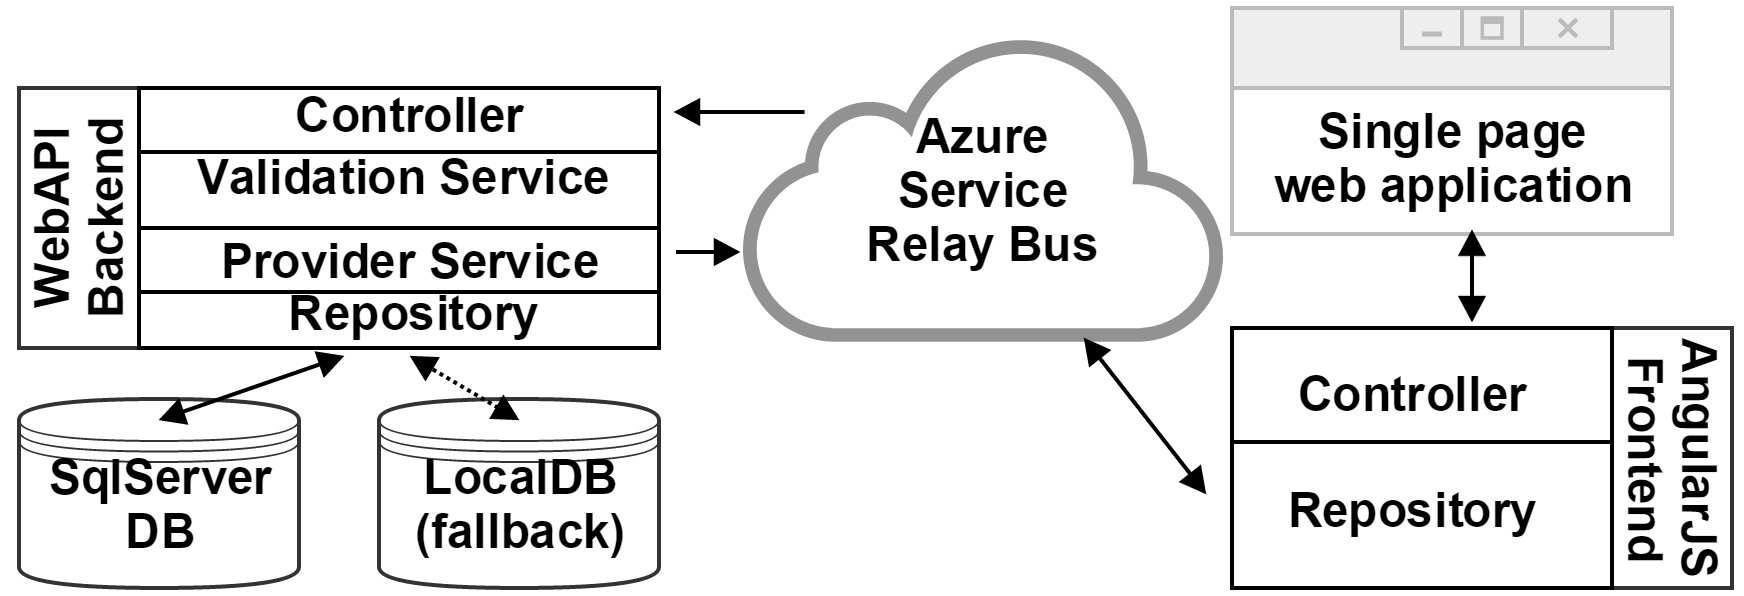 WebAPI
Backend
Controller
Validation Service
Provider Service
Repository
SqlServer
DB
LocalDB
(fallback)
Azure
Service
Relay Bus
Single page
web application
Controller
Repository
AngularJS
Frontend